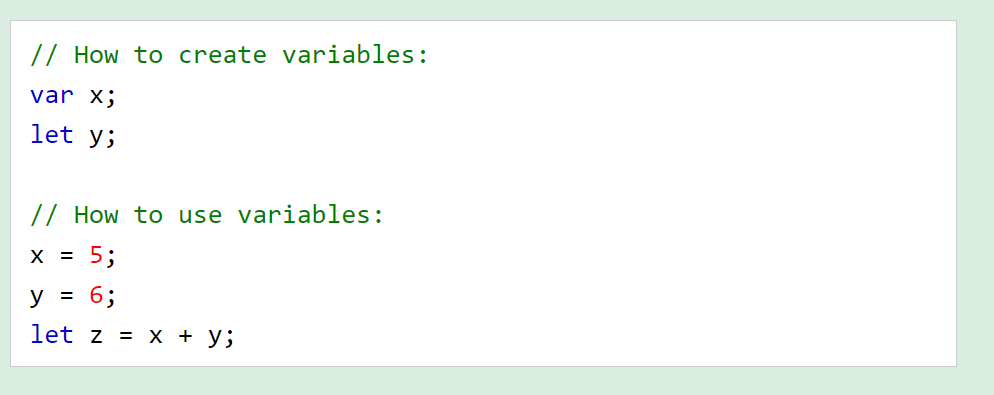 // How to create variables:
var x;
let y;
// How to use variables:
x = 5;
y = 6;
let z = x + y;